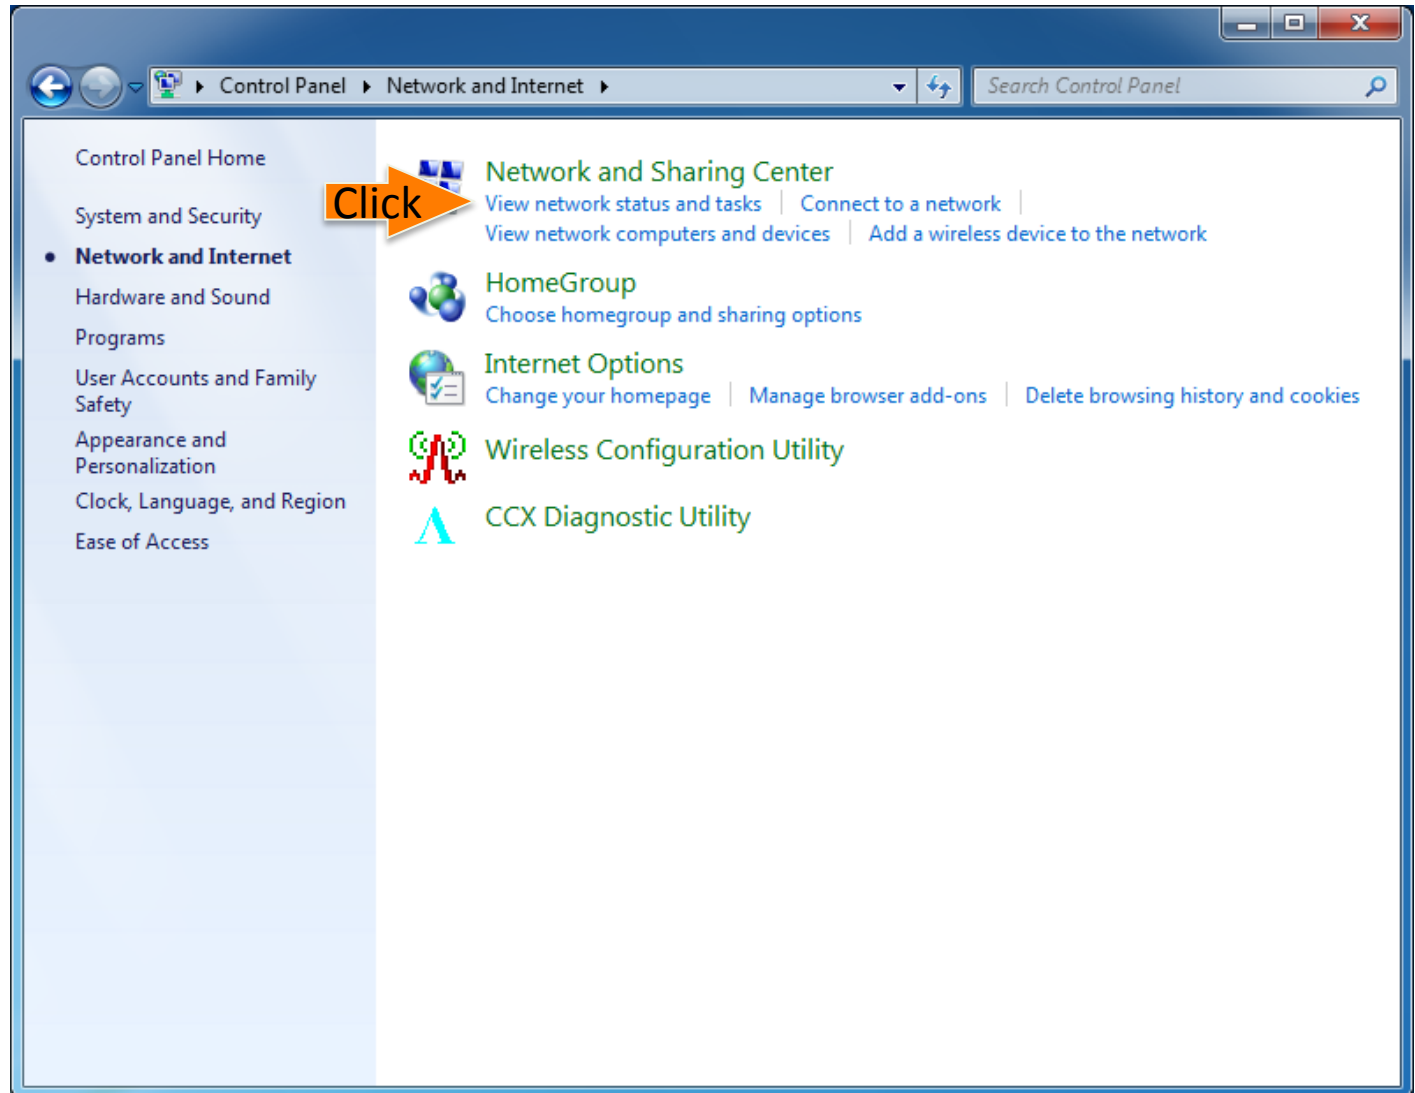 Control Panel Network and Internet Search Control Panel
Control Panel Home
System and Security
Network and Internet
Hardware and Sound
Programs
User Accounts and Family
Safety
Appearance and
Personalization
Clock, Language, and Region
Ease of Access
Click
Network and Sharing Center
View network status and tasks Connect to a network
View network computers and devices Add a wireless device to the network
HomeGroup
Choose homegroup and sharing options
Internet Options
Change your homepage Manage browser add-ons Delete browsing history and cookies
Wireless Configuration Utility
CCX Diagnostic Utility